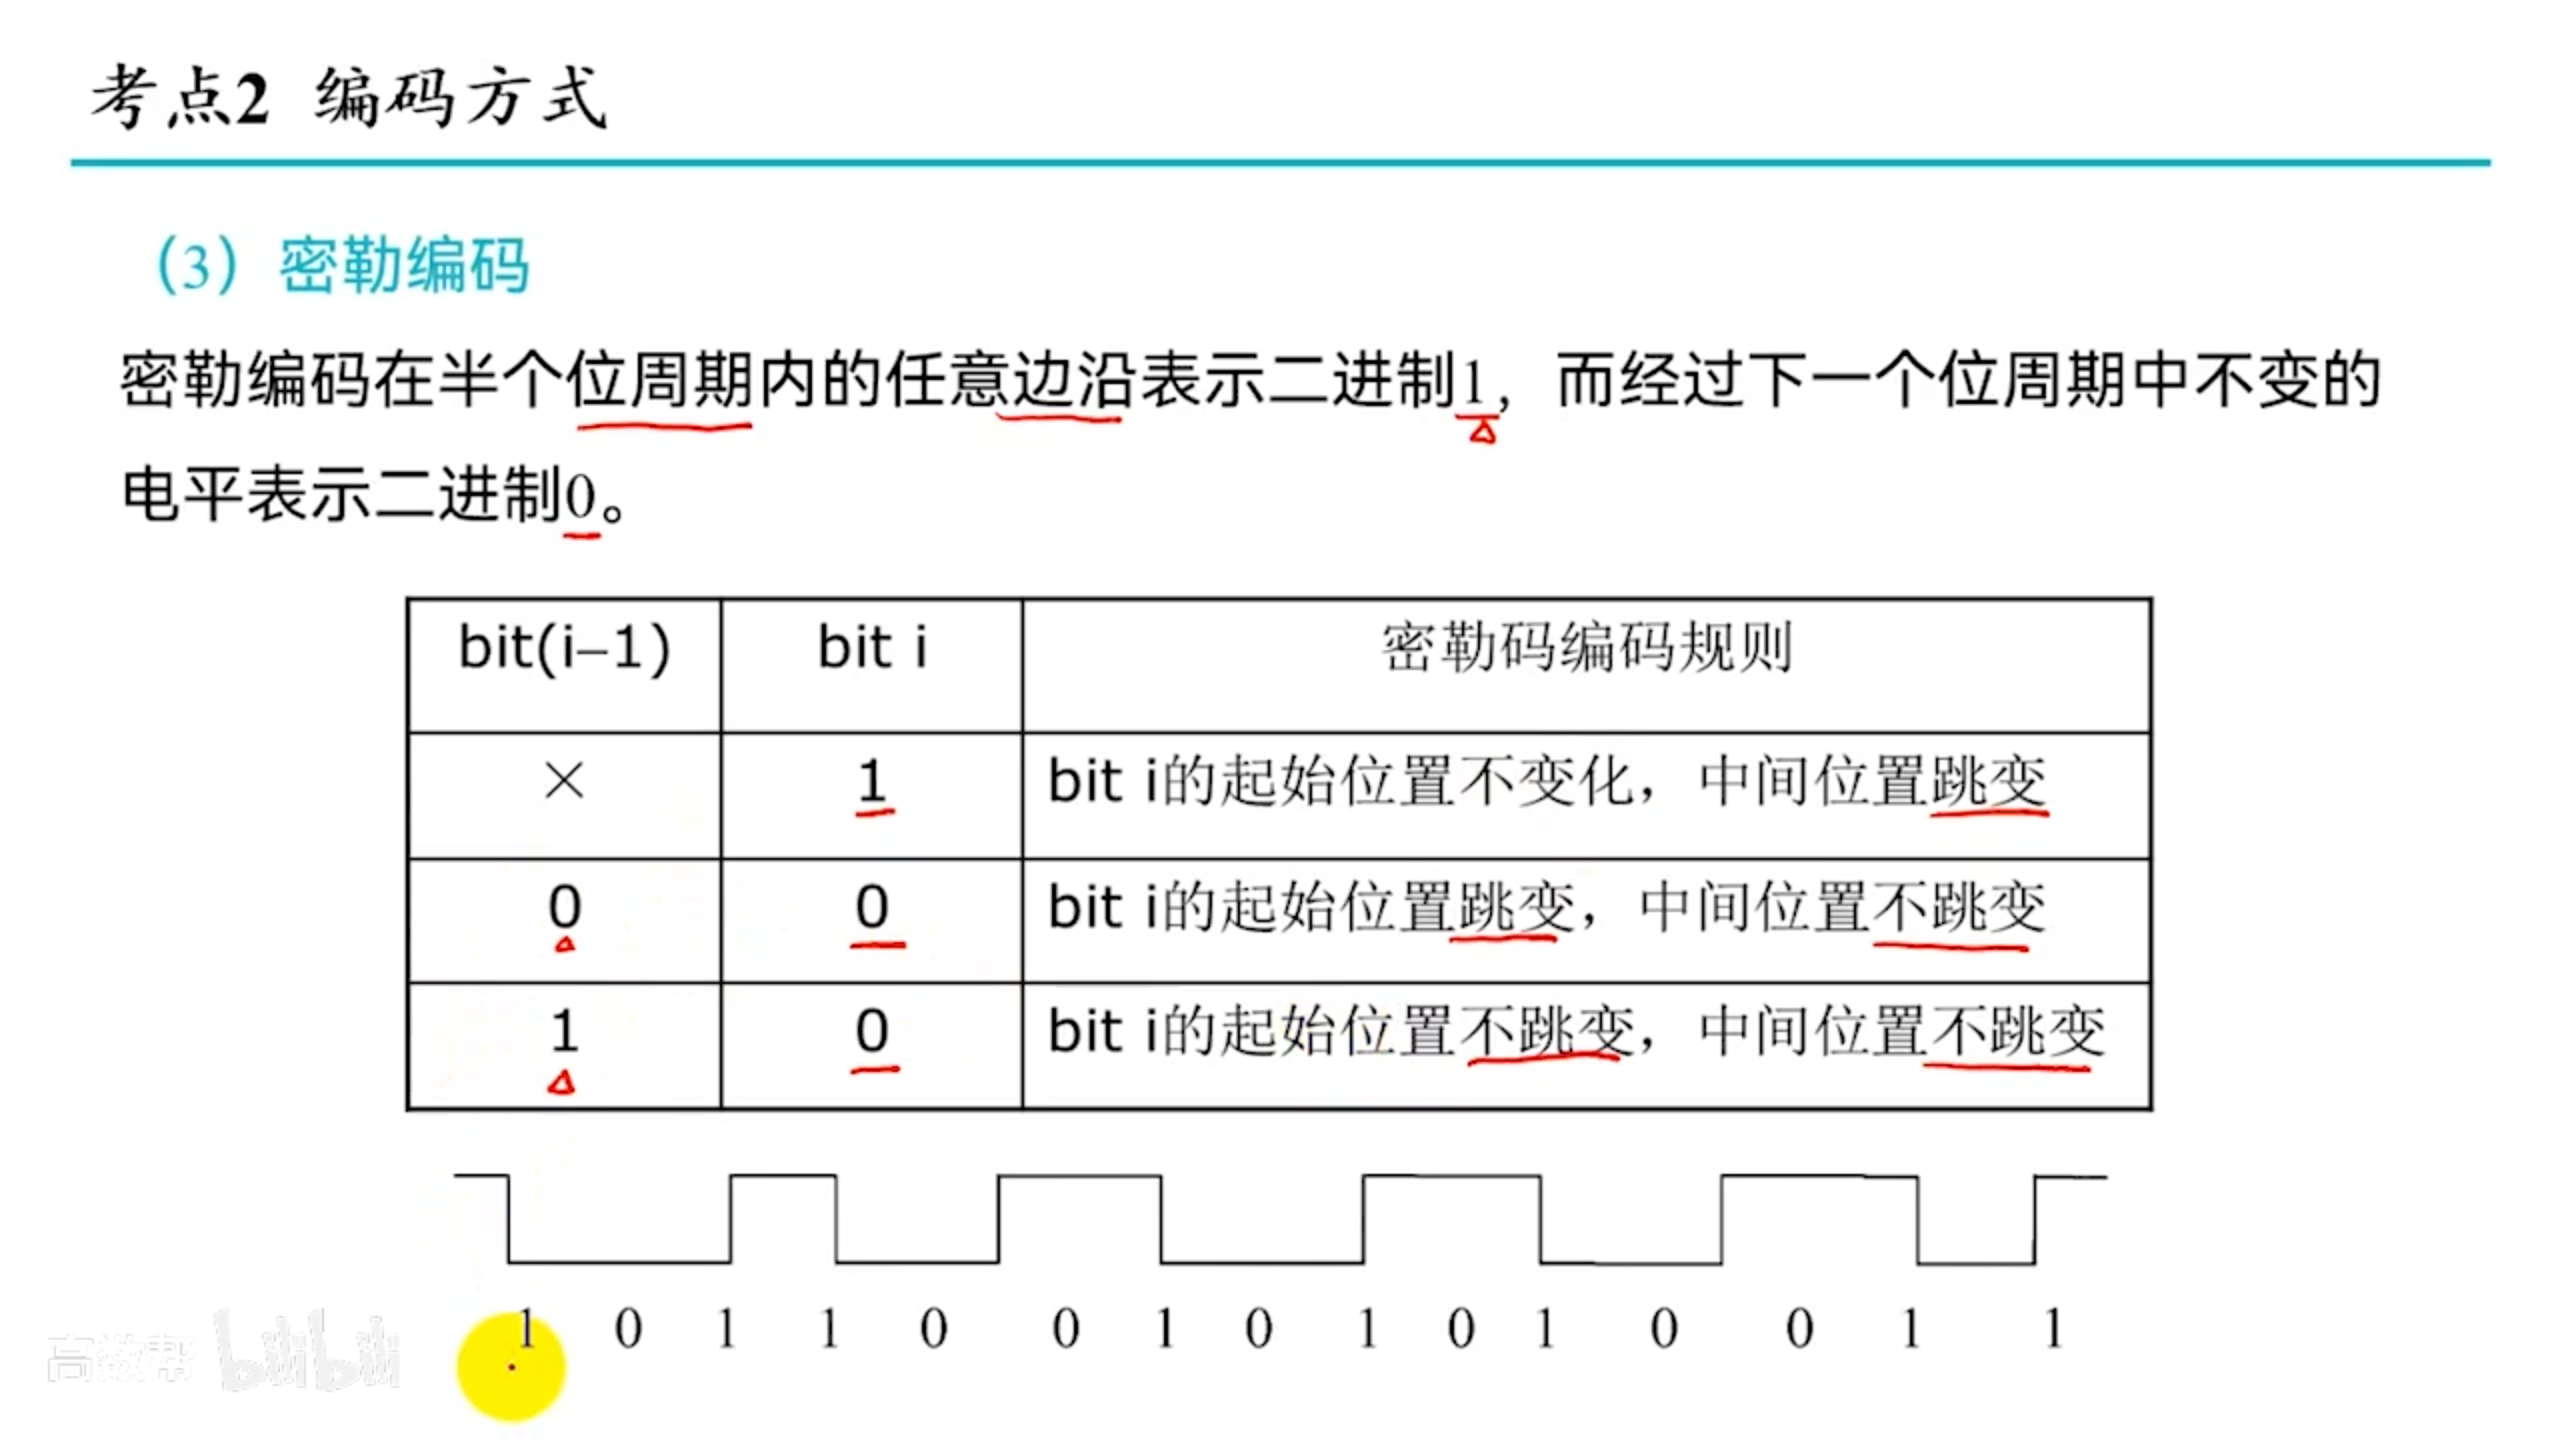 考点2 编码方式
（3）密勒编码
密勒编码在半个位周期内的任意边沿表示二进制1，而经过下一个位周期中不变的
电平表示二进制0。
bit(i–1) bit i 密勒码编码规则
× 1 bit i的起始位置不变化，中间位置跳变
0 0 bit i的起始位置跳变，中间位置不跳变
1 0 bit i的起始位置不跳变，中间位置不跳变
1 0 1 1 0 0 1 0 1 0 1 0 0 1 1
高数帮 bilibili